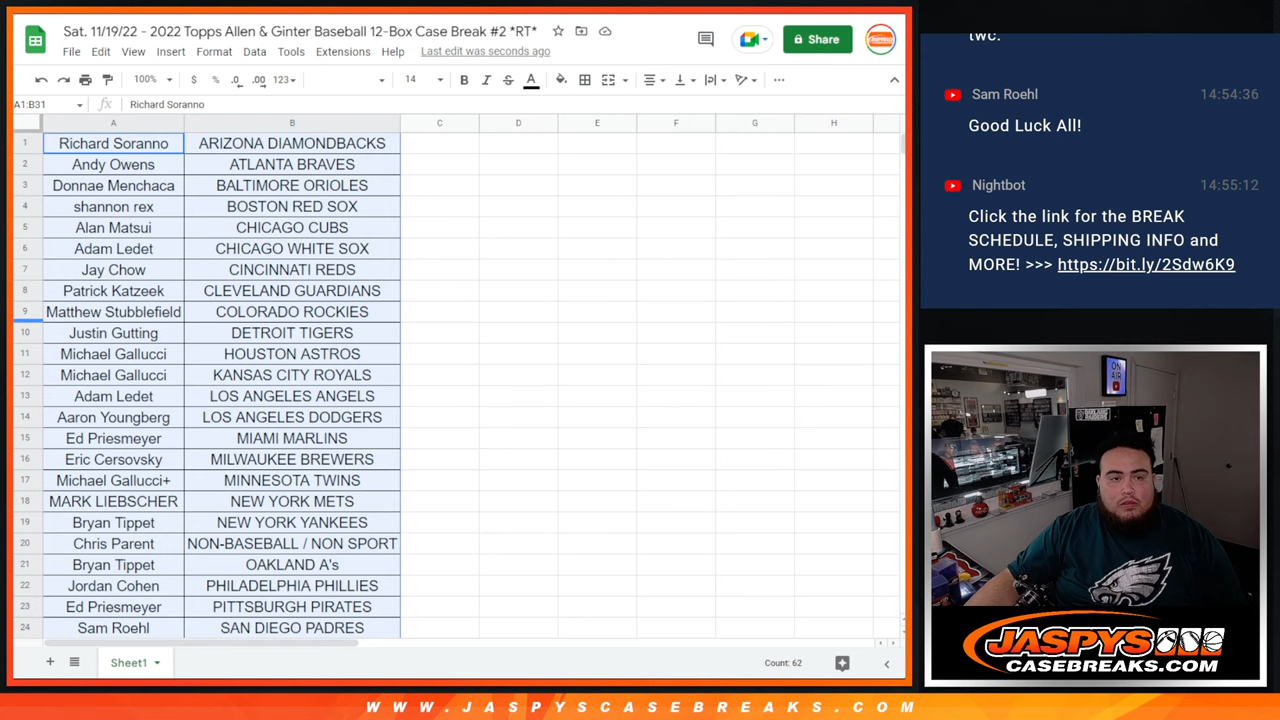 Sat. 11/19/22 - 2022 Topps Allen & Ginter Baseball 12-Box Case Break #2 *RT*
File Edit View Insert Format Data Tools Extensions Help Last edit was seconds ago
Share
100% $ % .0 .00 123 14 B I S A
A1:B31 fx Richard Soranno
A B C D E F G H
1 Richard Soranno ARIZONA DIAMONDBACKS
2 Andy Owens ATLANTA BRAVES
3 Donnae Menchaca BALTIMORE ORIOLES
4 shannon rex BOSTON RED SOX
5 Alan Matsui CHICAGO CUBS
6 Adam Ledet CHICAGO WHITE SOX
7 Jay Chow CINCINNATI REDS
8 Patrick Katzeek CLEVELAND GUARDIANS
9 Matthew Stubblefield COLORADO ROCKIES
10 Justin Gutting DETROIT TIGERS
11 Michael Gallucci HOUSTON ASTROS
12 Michael Gallucci KANSAS CITY ROYALS
13 Adam Ledet LOS ANGELES ANGELS
14 Aaron Youngberg LOS ANGELES DODGERS
15 Ed Priesmeyer MIAMI MARLINS
16 Eric Cersovsky MILWAUKEE BREWERS
17 Michael Gallucci+ MINNESOTA TWINS
18 MARK LIEBSCHER NEW YORK METS
19 Bryan Tippet NEW YORK YANKEES
20 Chris Parent NON-BASEBALL / NON SPORT
21 Bryan Tippet OAKLAND A's
22 Jordan Cohen PHILADELPHIA PHILLIES
23 Ed Priesmeyer PITTSBURGH PIRATES
24 Sam Roehl SAN DIEGO PADRES
Sheet1
Count: 62
twc.
Sam Roehl 14:54:36
Good Luck All!
Nightbot 14:55:12
Click the link for the BREAK
SCHEDULE, SHIPPING INFO and
MORE! >>> https://bit.ly/2Sdw6K9
ON
AIR
JASPYS
CASEBREAKS.COM
WWW.JASPYSCASEBREAKS.COM